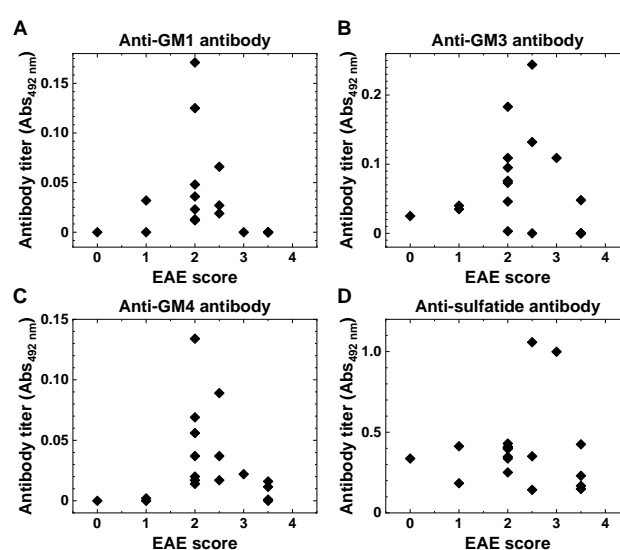 A
Anti-GM1 antibody
Antibody titer (Abs492 nm)
0.15
0.10
0.05
0
0 1 2 3 4
EAE score
B
Anti-GM3 antibody
Antibody titer (Abs492 nm)
0.2
0.1
0
0 1 2 3 4
EAE score
C
Anti-GM4 antibody
Antibody titer (Abs492 nm)
0.15
0.10
0.05
0
0 1 2 3 4
EAE score
D
Anti-sulfatide antibody
Antibody titer (Abs492 nm)
1.0
0.5
0
0 1 2 3 4
EAE score